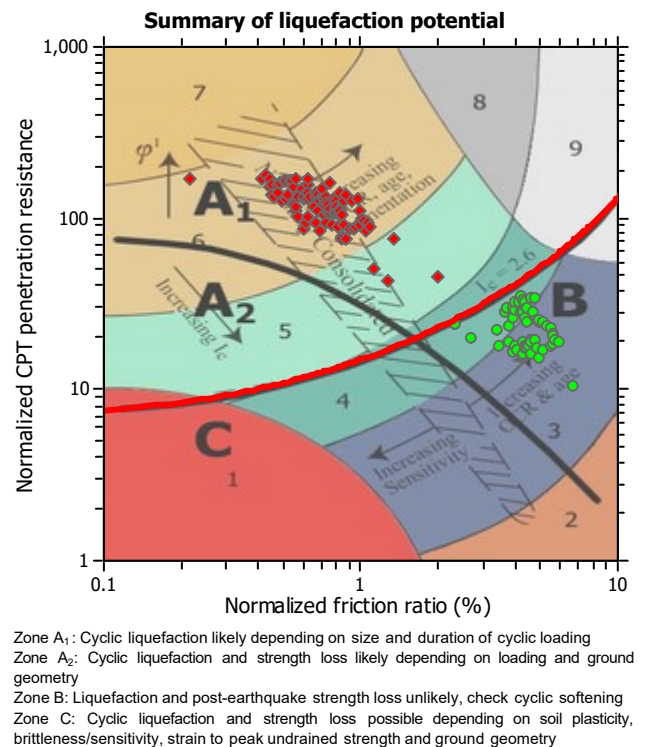 Summary of liquefaction potential
Normalized CPT penetration resistance
1,000
100
10
1
7
8
9
φ'
A1
Increasing
age,
Cementation
6
Consolidated
Ic = 2.6
A2
Increasing Ic
B
5
4
Increasing
OCR & age
3
C
1
Increasing
Sensitivity
2
0.1
1
10
Normalized friction ratio (%)
Zone A1: Cyclic liquefaction likely depending on size and duration of cyclic loading
Zone A2: Cyclic liquefaction and strength loss likely depending on loading and ground
geometry
Zone B: Liquefaction and post-earthquake strength loss unlikely, check cyclic softening
Zone C: Cyclic liquefaction and strength loss possible depending on soil plasticity,
brittleness/sensitivity, strain to peak undrained strength and ground geometry